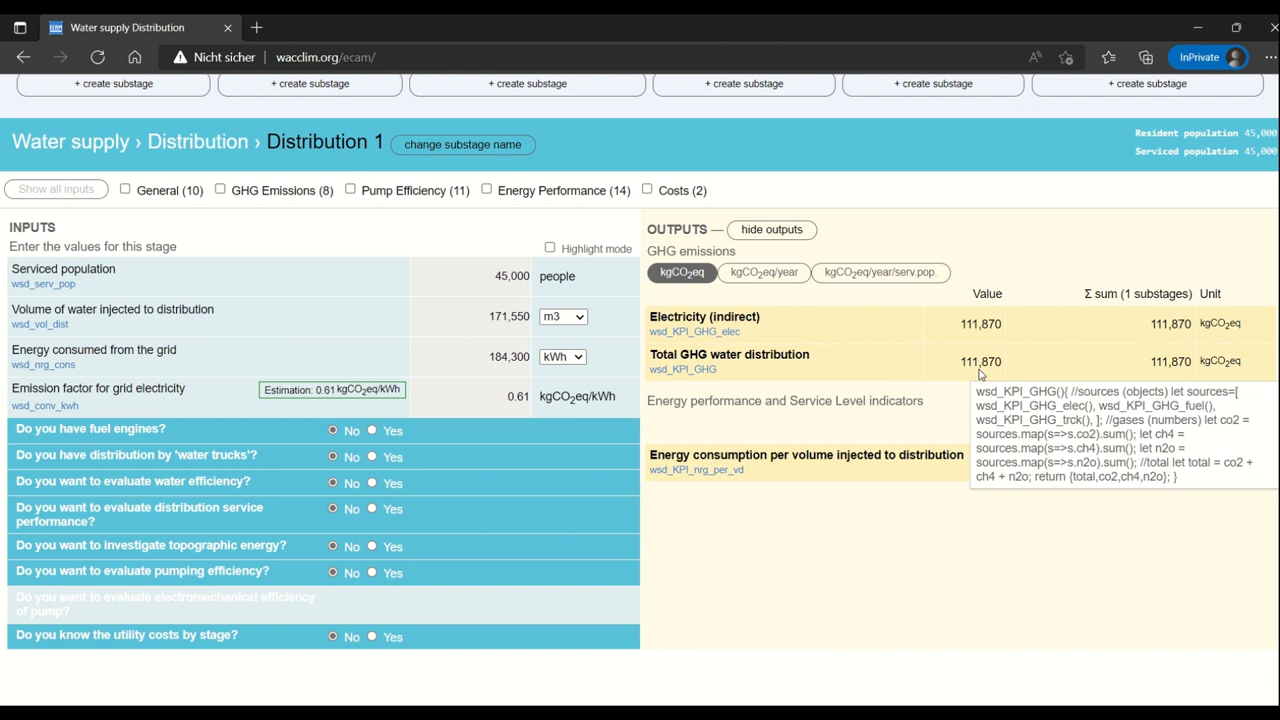 Water supply Distribution
Nicht sicher | wacclim.org/ecam/
InPrivate
+ create substage
+ create substage
+ create substage
+ create substage
+ create substage
+ create substage
Water supply › Distribution › Distribution 1
change substage name
Resident population 45,000
Serviced population 45,000
Show all inputs
General (10)
GHG Emissions (8)
Pump Efficiency (11)
Energy Performance (14)
Costs (2)
INPUTS
Enter the values for this stage
Highlight mode
Serviced population
wsd_serv_pop
45,000 people
Volume of water injected to distribution
wsd_vol_dist
171,550 m3
Energy consumed from the grid
wsd_nrg_cons
184,300 kWh
Emission factor for grid electricity
wsd_conv_kwh
Estimation: 0.61 kgCO2eq/kWh
0.61 kgCO2eq/kWh
Do you have fuel engines? No Yes
Do you have distribution by 'water trucks'? No Yes
Do you want to evaluate water efficiency? No Yes
Do you want to evaluate distribution service
performance? No Yes
Do you want to investigate topographic energy? No Yes
Do you want to evaluate pumping efficiency? No Yes
Do you want to evaluate electromechanical efficiency
of pump?
Do you know the utility costs by stage? No Yes
OUTPUTS — hide outputs
GHG emissions
kgCO2eq kgCO2eq/year kgCO2eq/year/serv.pop.
Value Σ sum (1 substages) Unit
Electricity (indirect)
wsd_KPI_GHG_elec
111,870 111,870 kgCO2eq
Total GHG water distribution
wsd_KPI_GHG
111,870 111,870 kgCO2eq
Energy performance and Service Level indicators
Energy consumption per volume injected to distribution
wsd_KPI_nrg_per_vd
wsd_KPI_GHG(){ //sources (objects) let sources=[
wsd_KPI_GHG_elec(), wsd_KPI_GHG_fuel(),
wsd_KPI_GHG_trck(), ]; //gases (numbers) let co2 =
sources.map(s=>s.co2).sum(); let ch4 =
sources.map(s=>s.ch4).sum(); let n2o =
sources.map(s=>s.n2o).sum(); //total let total = co2 +
ch4 + n2o; return {total,co2,ch4,n2o}; }